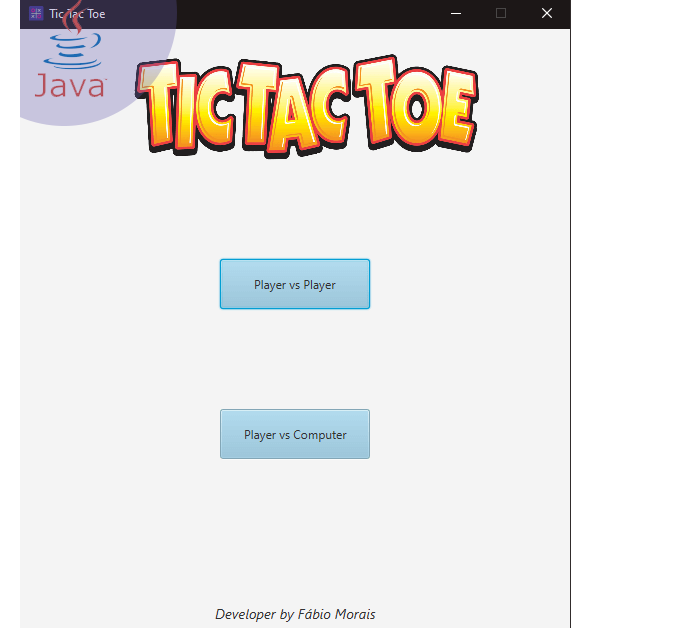 Tic Tac Toe
Java
TIC TAC TOE
Player vs Player
Player vs Computer
Developer by Fábio Morais